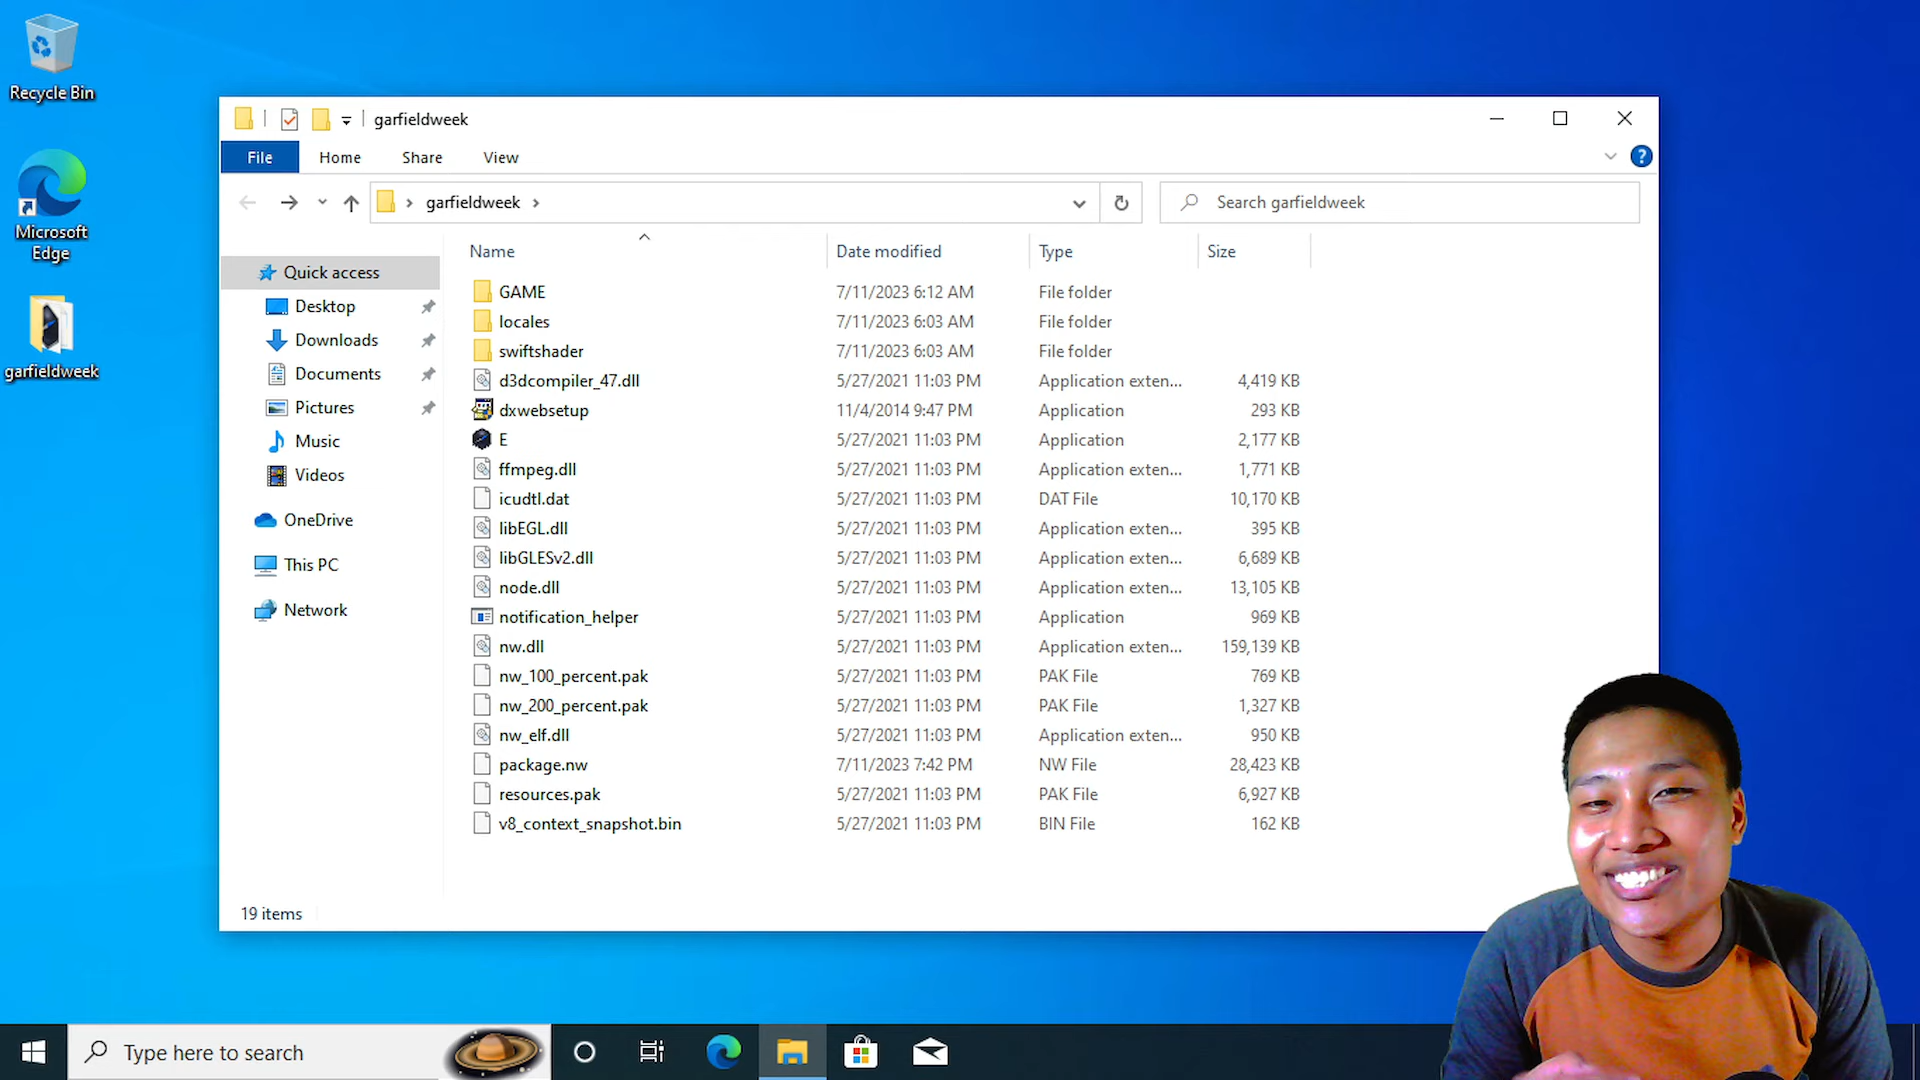 Recycle Bin
Microsoft
Edge
garfieldweek
garfieldweek
File Home Share View
garfieldweek
Search garfieldweek
Name Date modified Type Size
Quick access
Desktop
Downloads
Documents
Pictures
Music
Videos
OneDrive
This PC
Network
GAME 7/11/2023 6:12 AM File folder
locales 7/11/2023 6:03 AM File folder
swiftshader 7/11/2023 6:03 AM File folder
d3dcompiler_47.dll 5/27/2021 11:03 PM Application exten... 4,419 KB
dxwebsetup 11/4/2014 9:47 PM Application 293 KB
E 5/27/2021 11:03 PM Application 2,177 KB
ffmpeg.dll 5/27/2021 11:03 PM Application exten... 1,771 KB
icudtl.dat 5/27/2021 11:03 PM DAT File 10,170 KB
libEGL.dll 5/27/2021 11:03 PM Application exten... 395 KB
libGLESv2.dll 5/27/2021 11:03 PM Application exten... 6,689 KB
node.dll 5/27/2021 11:03 PM Application exten... 13,105 KB
notification_helper 5/27/2021 11:03 PM Application 969 KB
nw.dll 5/27/2021 11:03 PM Application exten... 159,139 KB
nw_100_percent.pak 5/27/2021 11:03 PM PAK File 769 KB
nw_200_percent.pak 5/27/2021 11:03 PM PAK File 1,327 KB
nw_elf.dll 5/27/2021 11:03 PM Application exten... 950 KB
package.nw 7/11/2023 7:42 PM NW File 28,423 KB
resources.pak 5/27/2021 11:03 PM PAK File 6,927 KB
v8_context_snapshot.bin 5/27/2021 11:03 PM BIN File 162 KB
19 items
Type here to search